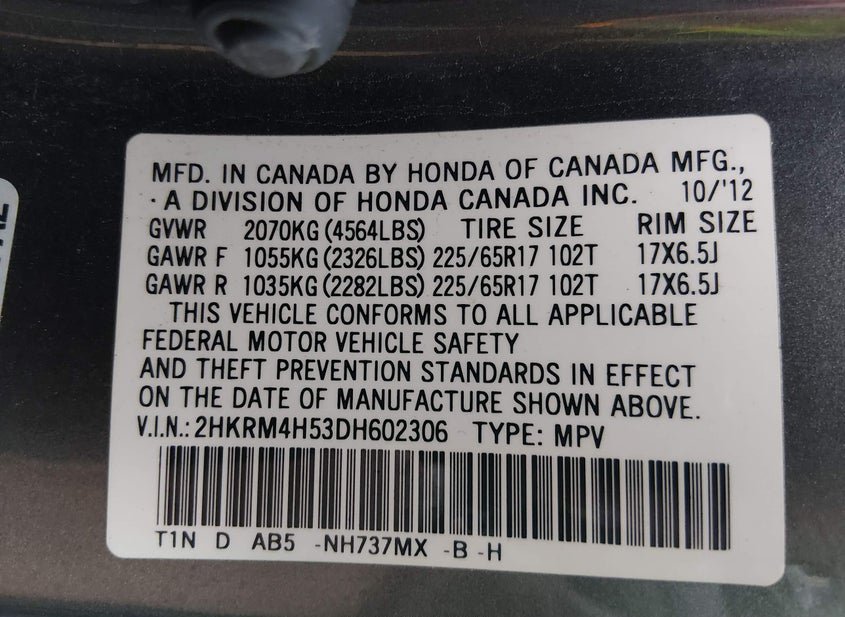 MFD. IN CANADA BY HONDA OF CANADA MFG.,
· A DIVISION OF HONDA CANADA INC. 10/'12
GVWR 2070KG (4564LBS) TIRE SIZE RIM SIZE
GAWR F 1055KG (2326LBS) 225/65R17 102T 17X6.5J
GAWR R 1035KG (2282LBS) 225/65R17 102T 17X6.5J
THIS VEHICLE CONFORMS TO ALL APPLICABLE
FEDERAL MOTOR VEHICLE SAFETY
AND THEFT PREVENTION STANDARDS IN EFFECT
ON THE DATE OF MANUFACTURE SHOWN ABOVE.
V.I.N.: 2HKRM4H53DH602306 TYPE: MPV
T1N D AB5 -NH737MX -B -H